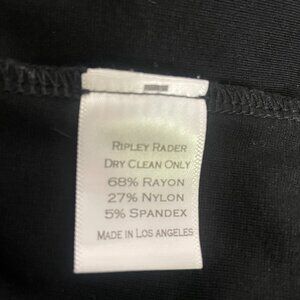 RIPLEY RADER
DRY CLEAN ONLY
68% RAYON
27% NYLON
5% SPANDEX
MADE IN LOS ANGELES